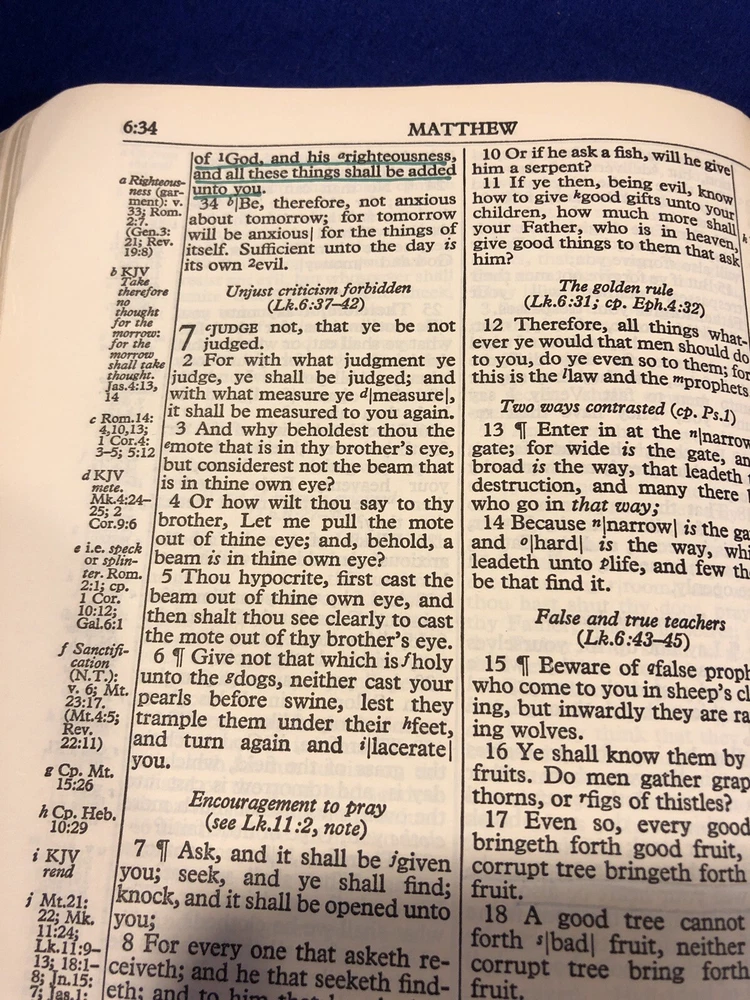 6:34
MATTHEW
a Righteous-
ness (gar-
ment): v.
33; Rom.
2:7.
(Gen.3:
21; Rev.
19:8)
b KJV
Take
therefore
no
thought
for the
morrow:
for the
morrow
shall take
thought.
Jas.4:13,
14
c Rom.14:
4,10,13;
1 Cor.4:
3–5; 5:12
d KJV
mete.
Mk.4:24–
25; 2
Cor.9:6
e i.e. speck
or splin-
ter. Rom.
2:1; cp.
1 Cor.
10:12;
Gal.6:1
f Sanctifi-
cation
(N.T.):
v. 6; Mt.
23:17.
(Mt.4:5;
Rev.
22:11)
g Cp. Mt.
15:26
h Cp. Heb.
10:29
i KJV
rend
j Mt.21:
22; Mk.
11:24;
Lk.11:9–
13; 18:1–
8; Jn.15:
7; Jas.1:
of 1God, and his arighteousness,
and all these things shall be added
unto you.
34 b|Be, therefore, not anxious
about tomorrow; for tomorrow
will be anxious| for the things of
itself. Sufficient unto the day is
its own 2evil.
Unjust criticism forbidden
(Lk.6:37–42)
7 cJUDGE not, that ye be not
judged.
2 For with what judgment ye
judge, ye shall be judged; and
with what measure ye d|measure|,
it shall be measured to you again.
3 And why beholdest thou the
emote that is in thy brother's eye,
but considerest not the beam that
is in thine own eye?
4 Or how wilt thou say to thy
brother, Let me pull the mote
out of thine eye; and, behold, a
beam is in thine own eye?
5 Thou hypocrite, first cast the
beam out of thine own eye, and
then shalt thou see clearly to cast
the mote out of thy brother's eye.
6 ¶ Give not that which is fholy
unto the gdogs, neither cast your
pearls before swine, lest they
trample them under their hfeet,
and turn again and i|lacerate|
you.
Encouragement to pray
(see Lk.11:2, note)
7 ¶ Ask, and it shall be jgiven
you; seek, and ye shall find;
knock, and it shall be opened unto
you;
8 For every one that asketh re-
ceiveth; and he that seeketh find-
eth; and to him that
10 Or if he ask a fish, will he give
him a serpent?
11 If ye then, being evil, know
how to give kgood gifts unto your
children, how much more shall
your Father, who is in heaven,
give good things to them that ask
him?
The golden rule
(Lk.6:31; cp. Eph.4:32)
12 Therefore, all things what-
ever ye would that men should do
to you, do ye even so to them; for
this is the llaw and the mprophets
Two ways contrasted (cp. Ps.1)
13 ¶ Enter in at the n|narrow
gate; for wide is the gate, an
broad is the way, that leadeth
destruction, and many there
who go in that way;
14 Because n|narrow| is the ga
and o|hard| is the way, whi
leadeth unto plife, and few th
be that find it.
False and true teachers
(Lk.6:43–45)
15 ¶ Beware of qfalse proph
who come to you in sheep's cl
ing, but inwardly they are ra
ing wolves.
16 Ye shall know them by
fruits. Do men gather grap
thorns, or rfigs of thistles?
17 Even so, every good
bringeth forth good fruit,
corrupt tree bringeth forth
fruit.
18 A good tree cannot
forth s|bad| fruit, neither
corrupt tree bring forth
fruit.